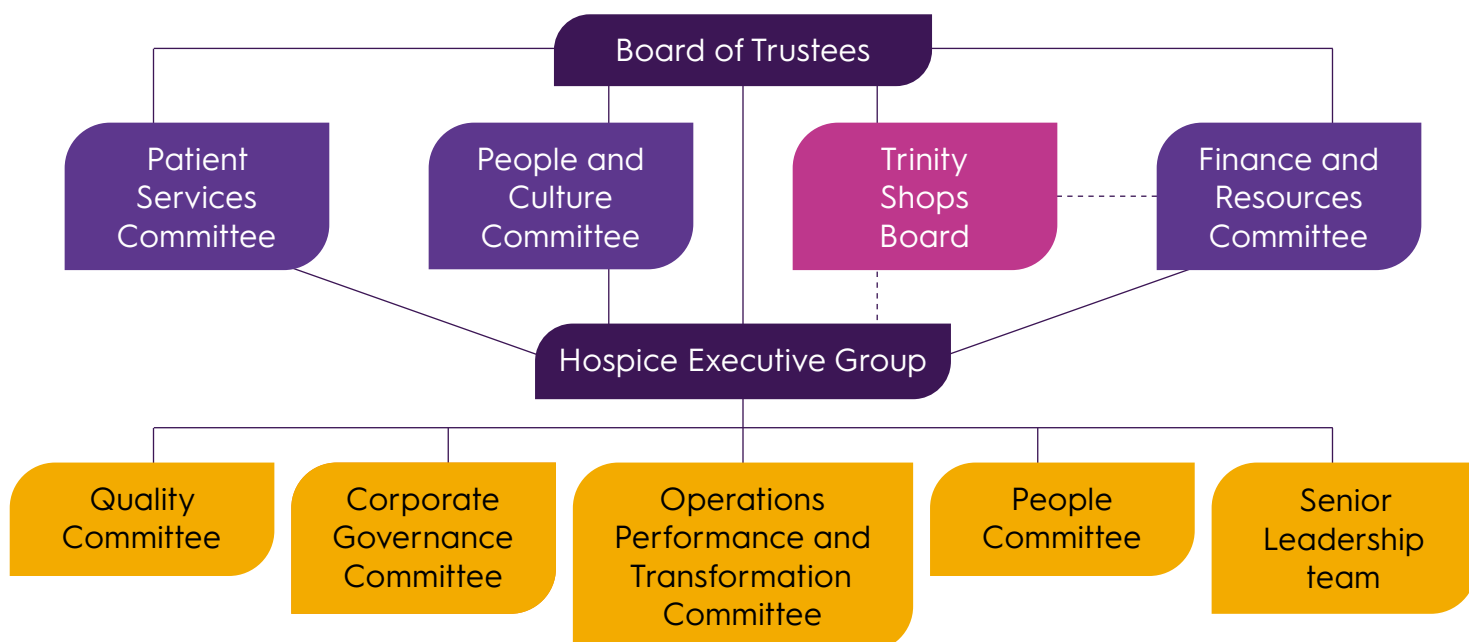 Board of Trustees
Patient
Services
Committee
People and
Culture
Committee
Trinity
Shops
Board
Finance and
Resources
Committee
Hospice Executive Group
Quality
Committee
Corporate
Governance
Committee
Operations
Performance and
Transformation
Committee
People
Committee
Senior
Leadership
team